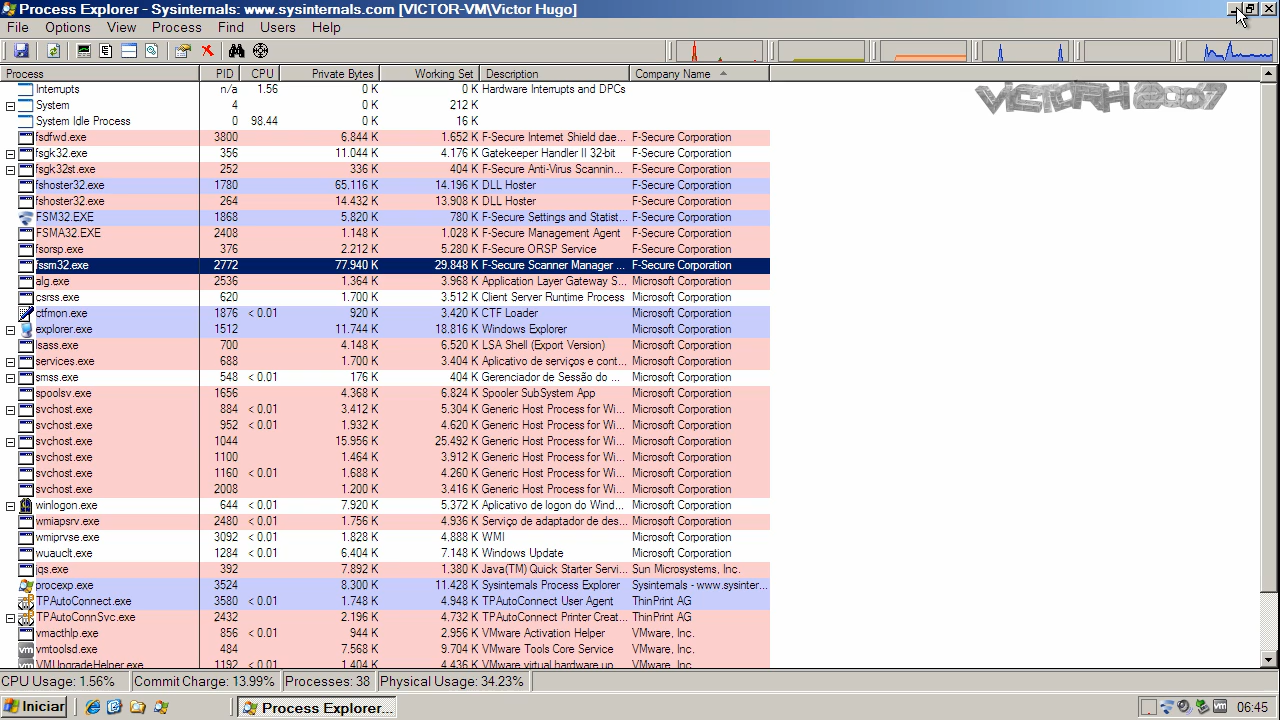 Process Explorer - Sysinternals: www.sysinternals.com [VICTOR-VM\Victor Hugo]
File Options View Process Find Users Help
Process PID CPU Private Bytes Working Set Description Company Name
VICTORH 2007
Interrupts n/a 1.56 0 K 0 K Hardware Interrupts and DPCs
System 4 0 K 212 K
System Idle Process 0 98.44 0 K 16 K
fsdfwd.exe 3800 6.844 K 1.652 K F-Secure Internet Shield dae... F-Secure Corporation
fsgk32.exe 356 11.044 K 4.176 K Gatekeeper Handler II 32-bit F-Secure Corporation
fsgk32st.exe 252 336 K 404 K F-Secure Anti-Virus Scannin... F-Secure Corporation
fshoster32.exe 1780 65.116 K 14.196 K DLL Hoster F-Secure Corporation
fshoster32.exe 264 14.432 K 13.908 K DLL Hoster F-Secure Corporation
FSM32.EXE 1868 5.820 K 780 K F-Secure Settings and Statist... F-Secure Corporation
FSMA32.EXE 2408 1.148 K 1.028 K F-Secure Management Agent F-Secure Corporation
fsorsp.exe 376 2.212 K 5.280 K F-Secure ORSP Service F-Secure Corporation
fssm32.exe 2772 77.940 K 29.848 K F-Secure Scanner Manager ... F-Secure Corporation
alg.exe 2536 1.364 K 3.968 K Application Layer Gateway S... Microsoft Corporation
csrss.exe 620 1.700 K 3.512 K Client Server Runtime Process Microsoft Corporation
ctfmon.exe 1876 < 0.01 920 K 3.420 K CTF Loader Microsoft Corporation
explorer.exe 1512 11.744 K 18.816 K Windows Explorer Microsoft Corporation
lsass.exe 700 4.148 K 6.520 K LSA Shell (Export Version) Microsoft Corporation
services.exe 688 1.700 K 3.404 K Aplicativo de serviços e cont... Microsoft Corporation
smss.exe 548 < 0.01 176 K 404 K Gerenciador de Sessão do ... Microsoft Corporation
spoolsv.exe 1656 4.368 K 6.824 K Spooler SubSystem App Microsoft Corporation
svchost.exe 884 < 0.01 3.412 K 5.304 K Generic Host Process for Wi... Microsoft Corporation
svchost.exe 952 < 0.01 1.932 K 4.620 K Generic Host Process for Wi... Microsoft Corporation
svchost.exe 1044 15.956 K 25.492 K Generic Host Process for Wi... Microsoft Corporation
svchost.exe 1100 1.464 K 3.912 K Generic Host Process for Wi... Microsoft Corporation
svchost.exe 1160 < 0.01 1.688 K 4.260 K Generic Host Process for Wi... Microsoft Corporation
svchost.exe 2008 1.200 K 3.416 K Generic Host Process for Wi... Microsoft Corporation
winlogon.exe 644 < 0.01 7.920 K 5.372 K Aplicativo de logon do Wind... Microsoft Corporation
wmiapsrv.exe 2480 < 0.01 1.756 K 4.936 K Serviço de adaptador de des... Microsoft Corporation
wmiprvse.exe 3092 < 0.01 1.828 K 4.888 K WMI Microsoft Corporation
wuauclt.exe 1284 < 0.01 6.404 K 7.148 K Windows Update Microsoft Corporation
jqs.exe 392 7.892 K 1.380 K Java(TM) Quick Starter Servi... Sun Microsystems, Inc.
procexp.exe 3524 8.300 K 11.428 K Sysinternals Process Explorer Sysinternals - www.sysinter...
TPAutoConnect.exe 3580 < 0.01 1.748 K 4.948 K TPAutoConnect User Agent ThinPrint AG
TPAutoConnSvc.exe 2432 2.196 K 4.732 K TPAutoConnect Printer Creat... ThinPrint AG
vmacthlp.exe 856 < 0.01 944 K 2.956 K VMware Activation Helper VMware, Inc.
vmtoolsd.exe 484 7.568 K 9.704 K VMware Tools Core Service VMware, Inc.
VMUpgradeHelper.exe 1192 < 0.01 1.404 K 4.436 K VMware virtual hardware up... VMware, Inc.
CPU Usage: 1.56% Commit Charge: 13.99% Processes: 38 Physical Usage: 34.23%
Iniciar Process Explorer... 06:45